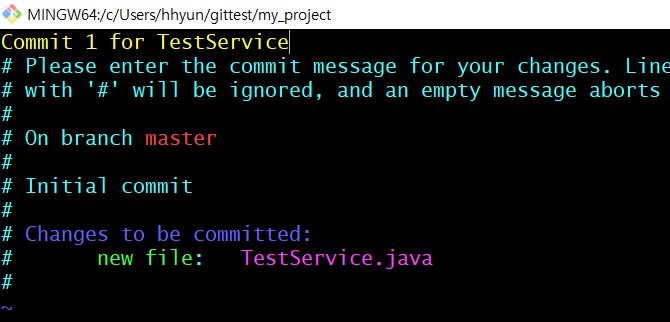 MINGW64:/c/Users/hhyun/gittest/my_project
Commit 1 for TestService
# Please enter the commit message for your changes. Line
# with '#' will be ignored, and an empty message aborts
#
# On branch master
#
# Initial commit
#
# Changes to be committed:
#       new file:   TestService.java
#
~